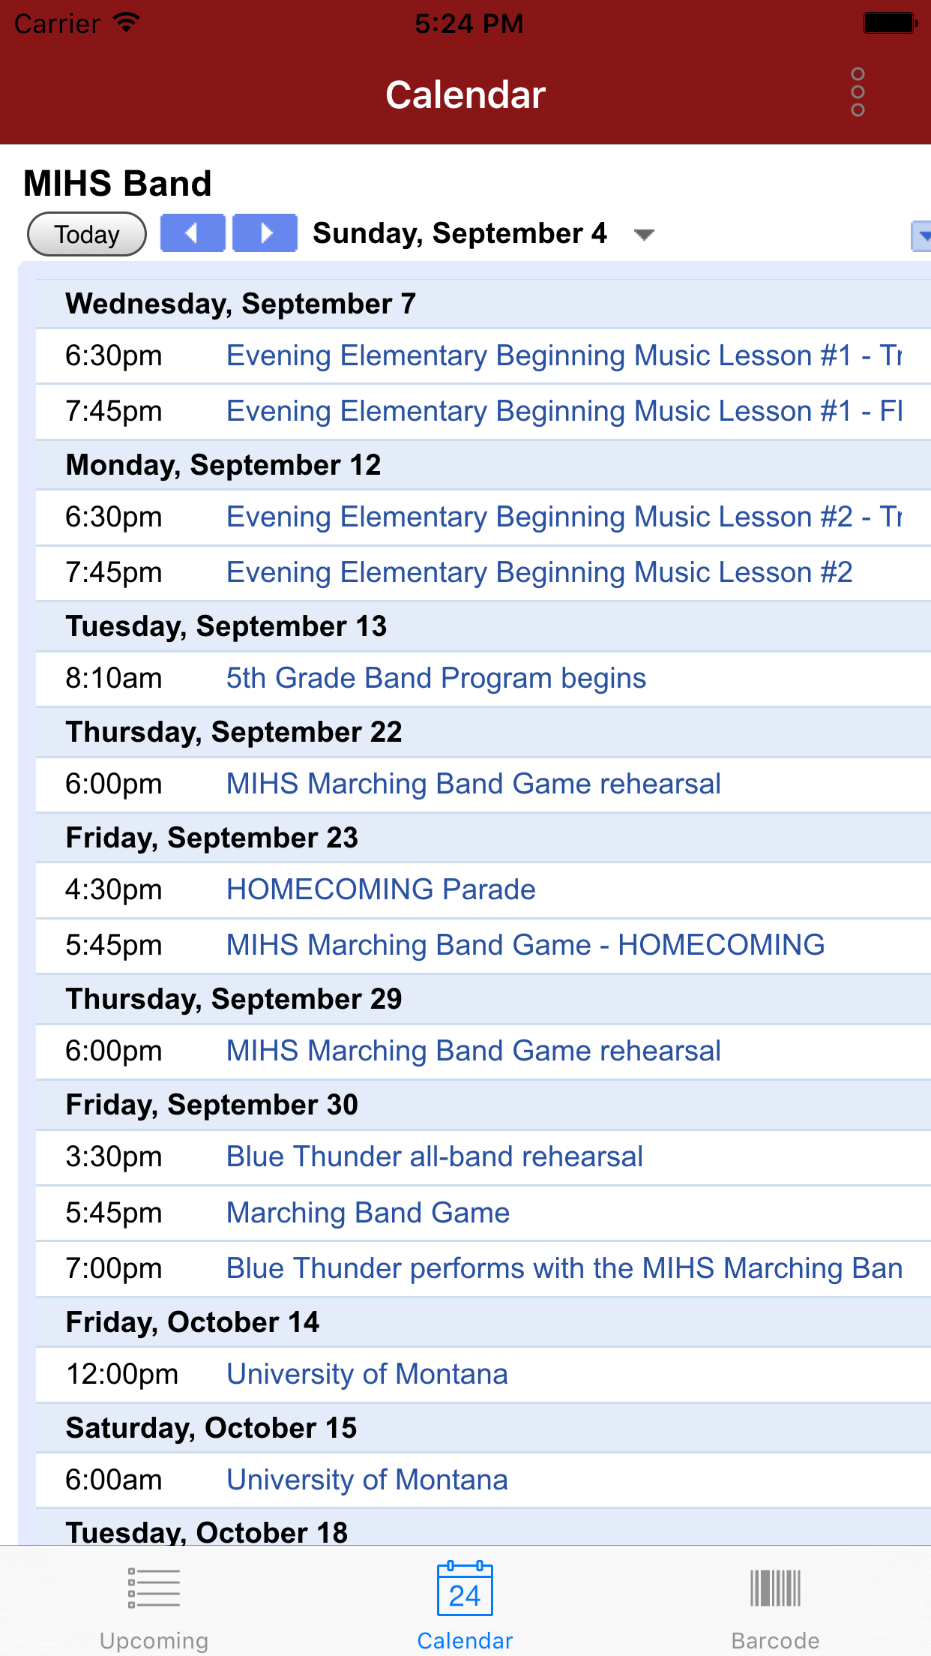 Carrier 5:24 PM
Calendar
MIHS Band
Today Sunday, September 4
Wednesday, September 7
6:30pm Evening Elementary Beginning Music Lesson #1 - Tr
7:45pm Evening Elementary Beginning Music Lesson #1 - Fl
Monday, September 12
6:30pm Evening Elementary Beginning Music Lesson #2 - Tr
7:45pm Evening Elementary Beginning Music Lesson #2
Tuesday, September 13
8:10am 5th Grade Band Program begins
Thursday, September 22
6:00pm MIHS Marching Band Game rehearsal
Friday, September 23
4:30pm HOMECOMING Parade
5:45pm MIHS Marching Band Game - HOMECOMING
Thursday, September 29
6:00pm MIHS Marching Band Game rehearsal
Friday, September 30
3:30pm Blue Thunder all-band rehearsal
5:45pm Marching Band Game
7:00pm Blue Thunder performs with the MIHS Marching Ban
Friday, October 14
12:00pm University of Montana
Saturday, October 15
6:00am University of Montana
Tuesday, October 18
24
Upcoming Calendar Barcode